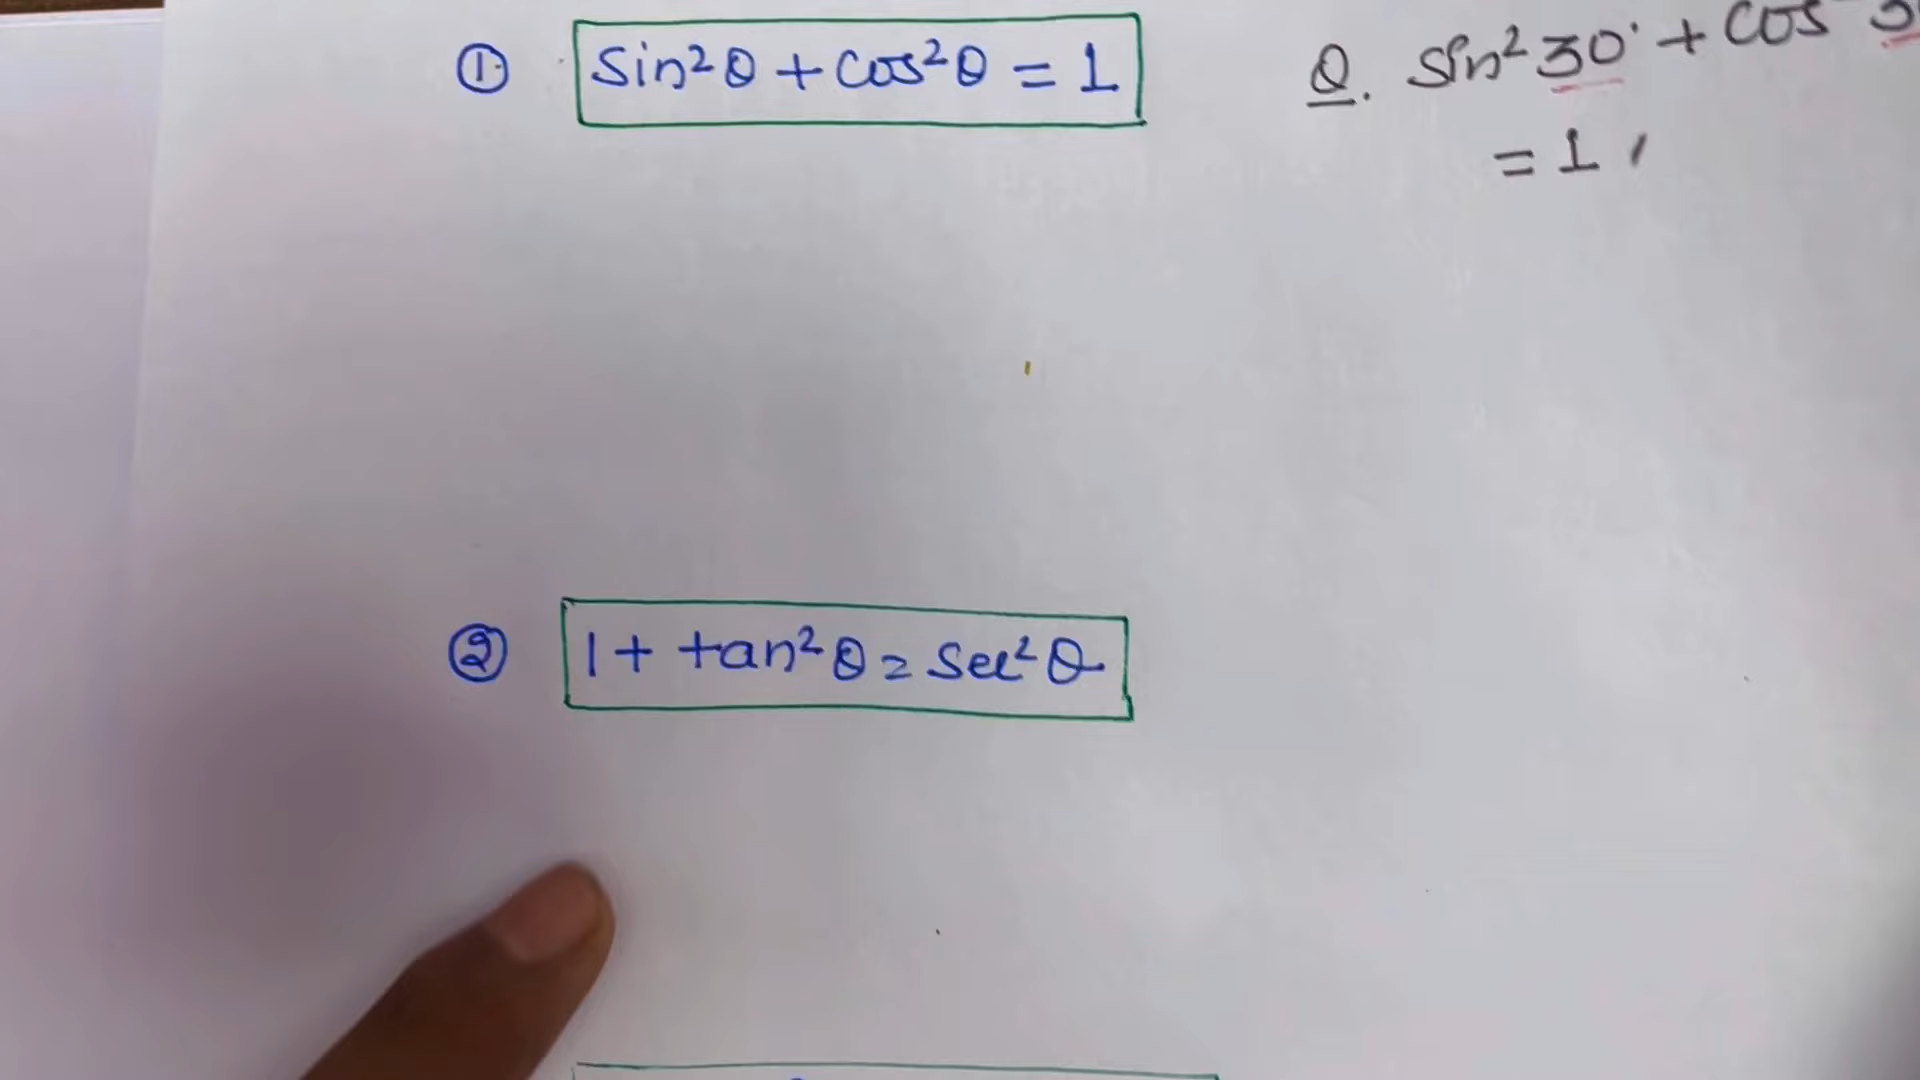 ① sin²θ + cos²θ = 1
Q. sin²30° + cos
= 1
② 1 + tan²θ = sec²θ